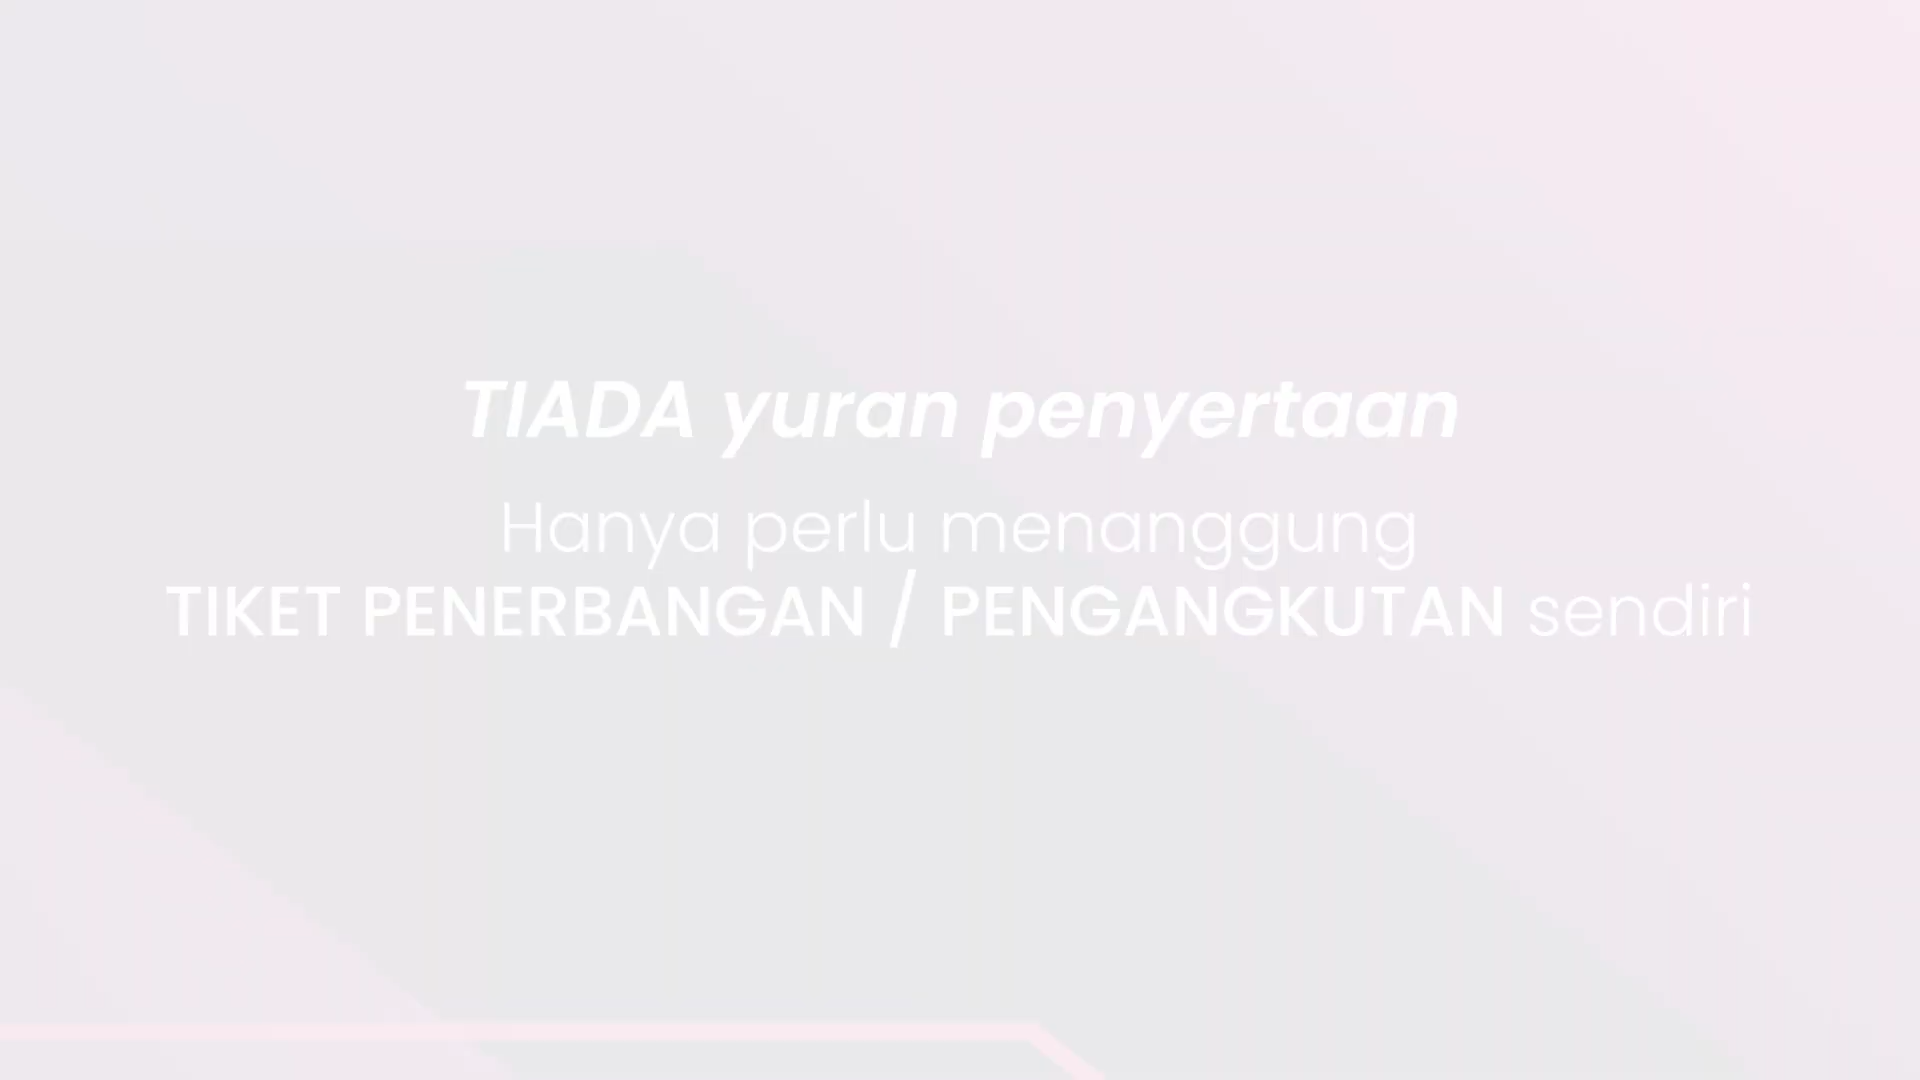 TIADA yuran penyertaan
Hanya perlu menanggung
TIKET PENERBANGAN / PENGANGKUTAN sendiri